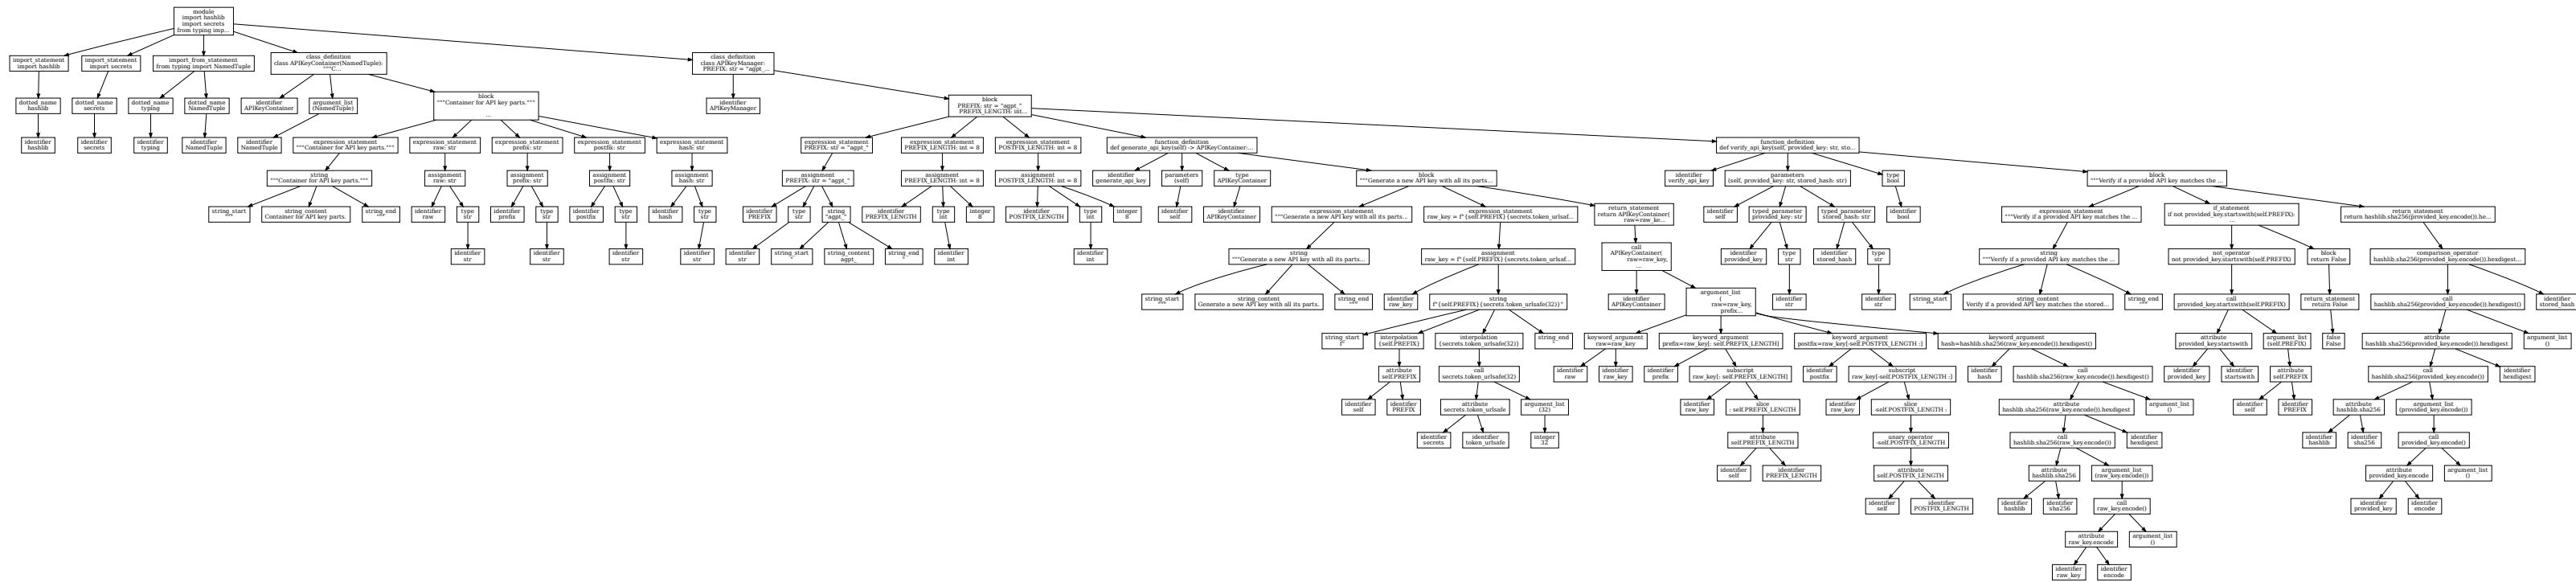 module
import hashlib
import secrets
from typing imp...
import_statement
import hashlib
import_statement
import secrets
import_from_statement
from typing import NamedTuple
class_definition
class APIKeyContainer(NamedTuple):
"""C...
class_definition
class APIKeyManager:
PREFIX: str = "agpt_...
dotted_name
hashlib
dotted_name
secrets
dotted_name
typing
dotted_name
NamedTuple
identifier
APIKeyContainer
argument_list
(NamedTuple)
block
"""Container for API key parts."""
...
identifier
APIKeyManager
block
PREFIX: str = "agpt_"
PREFIX_LENGTH: int...
identifier
hashlib
identifier
secrets
identifier
typing
identifier
NamedTuple
identifier
NamedTuple
expression_statement
"""Container for API key parts."""
expression_statement
raw: str
expression_statement
prefix: str
expression_statement
postfix: str
expression_statement
hash: str
expression_statement
PREFIX: str = "agpt_"
expression_statement
PREFIX_LENGTH: int = 8
expression_statement
POSTFIX_LENGTH: int = 8
function_definition
def generate_api_key(self) -> APIKeyContainer:...
function_definition
def verify_api_key(self, provided_key: str, sto...
string
"""Container for API key parts."""
assignment
raw: str
assignment
prefix: str
assignment
postfix: str
assignment
hash: str
assignment
PREFIX: str = "agpt_"
assignment
PREFIX_LENGTH: int = 8
assignment
POSTFIX_LENGTH: int = 8
identifier
generate_api_key
parameters
(self)
type
APIKeyContainer
block
"""Generate a new API key with all its parts...
identifier
verify_api_key
parameters
(self, provided_key: str, stored_hash: str)
type
bool
block
"""Verify if a provided API key matches the ...
string_start
"""
string_content
Container for API key parts.
string_end
"""
identifier
raw
type
str
identifier
prefix
type
str
identifier
postfix
type
str
identifier
hash
type
str
identifier
PREFIX
type
str
string
"agpt_"
identifier
PREFIX_LENGTH
type
int
integer
8
identifier
POSTFIX_LENGTH
type
int
integer
8
identifier
self
identifier
APIKeyContainer
expression_statement
"""Generate a new API key with all its parts...
expression_statement
raw_key = f"{self.PREFIX}{secrets.token_urlsaf...
return_statement
return APIKeyContainer(
raw=raw_ke...
identifier
self
typed_parameter
provided_key: str
typed_parameter
stored_hash: str
identifier
bool
expression_statement
"""Verify if a provided API key matches the ...
if_statement
if not provided_key.startswith(self.PREFIX):
...
return_statement
return hashlib.sha256(provided_key.encode()).he...
identifier
str
identifier
str
identifier
str
identifier
str
identifier
str
string_start
"
string_content
agpt_
string_end
"
identifier
int
identifier
int
string
"""Generate a new API key with all its parts...
assignment
raw_key = f"{self.PREFIX}{secrets.token_urlsaf...
call
APIKeyContainer(
raw=raw_key,
...
identifier
provided_key
type
str
identifier
stored_hash
type
str
string
"""Verify if a provided API key matches the ...
not_operator
not provided_key.startswith(self.PREFIX)
block
return False
comparison_operator
hashlib.sha256(provided_key.encode()).hexdigest...
string_start
"""
string_content
Generate a new API key with all its parts.
string_end
"""
identifier
raw_key
string
f"{self.PREFIX}{secrets.token_urlsafe(32)}"
identifier
APIKeyContainer
argument_list
(
raw=raw_key,
prefix...
identifier
str
identifier
str
string_start
"""
string_content
Verify if a provided API key matches the stored...
string_end
"""
call
provided_key.startswith(self.PREFIX)
return_statement
return False
call
hashlib.sha256(provided_key.encode()).hexdigest()
identifier
stored_hash
string_start
f"
interpolation
{self.PREFIX}
interpolation
{secrets.token_urlsafe(32)}
string_end
"
keyword_argument
raw=raw_key
keyword_argument
prefix=raw_key[: self.PREFIX_LENGTH]
keyword_argument
postfix=raw_key[-self.POSTFIX_LENGTH :]
keyword_argument
hash=hashlib.sha256(raw_key.encode()).hexdigest()
attribute
provided_key.startswith
argument_list
(self.PREFIX)
false
False
attribute
hashlib.sha256(provided_key.encode()).hexdigest
argument_list
()
attribute
self.PREFIX
call
secrets.token_urlsafe(32)
identifier
raw
identifier
raw_key
identifier
prefix
subscript
raw_key[: self.PREFIX_LENGTH]
identifier
postfix
subscript
raw_key[-self.POSTFIX_LENGTH :]
identifier
hash
call
hashlib.sha256(raw_key.encode()).hexdigest()
identifier
provided_key
identifier
startswith
attribute
self.PREFIX
call
hashlib.sha256(provided_key.encode())
identifier
hexdigest
identifier
self
identifier
PREFIX
attribute
secrets.token_urlsafe
argument_list
(32)
identifier
raw_key
slice
: self.PREFIX_LENGTH
identifier
raw_key
slice
-self.POSTFIX_LENGTH :
attribute
hashlib.sha256(raw_key.encode()).hexdigest
argument_list
()
identifier
self
identifier
PREFIX
attribute
hashlib.sha256
argument_list
(provided_key.encode())
identifier
secrets
identifier
token_urlsafe
integer
32
attribute
self.PREFIX_LENGTH
unary_operator
-self.POSTFIX_LENGTH
call
hashlib.sha256(raw_key.encode())
identifier
hexdigest
identifier
hashlib
identifier
sha256
call
provided_key.encode()
identifier
self
identifier
PREFIX_LENGTH
attribute
self.POSTFIX_LENGTH
attribute
hashlib.sha256
argument_list
(raw_key.encode())
attribute
provided_key.encode
argument_list
()
identifier
self
identifier
POSTFIX_LENGTH
identifier
hashlib
identifier
sha256
call
raw_key.encode()
identifier
provided_key
identifier
encode
attribute
raw_key.encode
argument_list
()
identifier
raw_key
identifier
encode